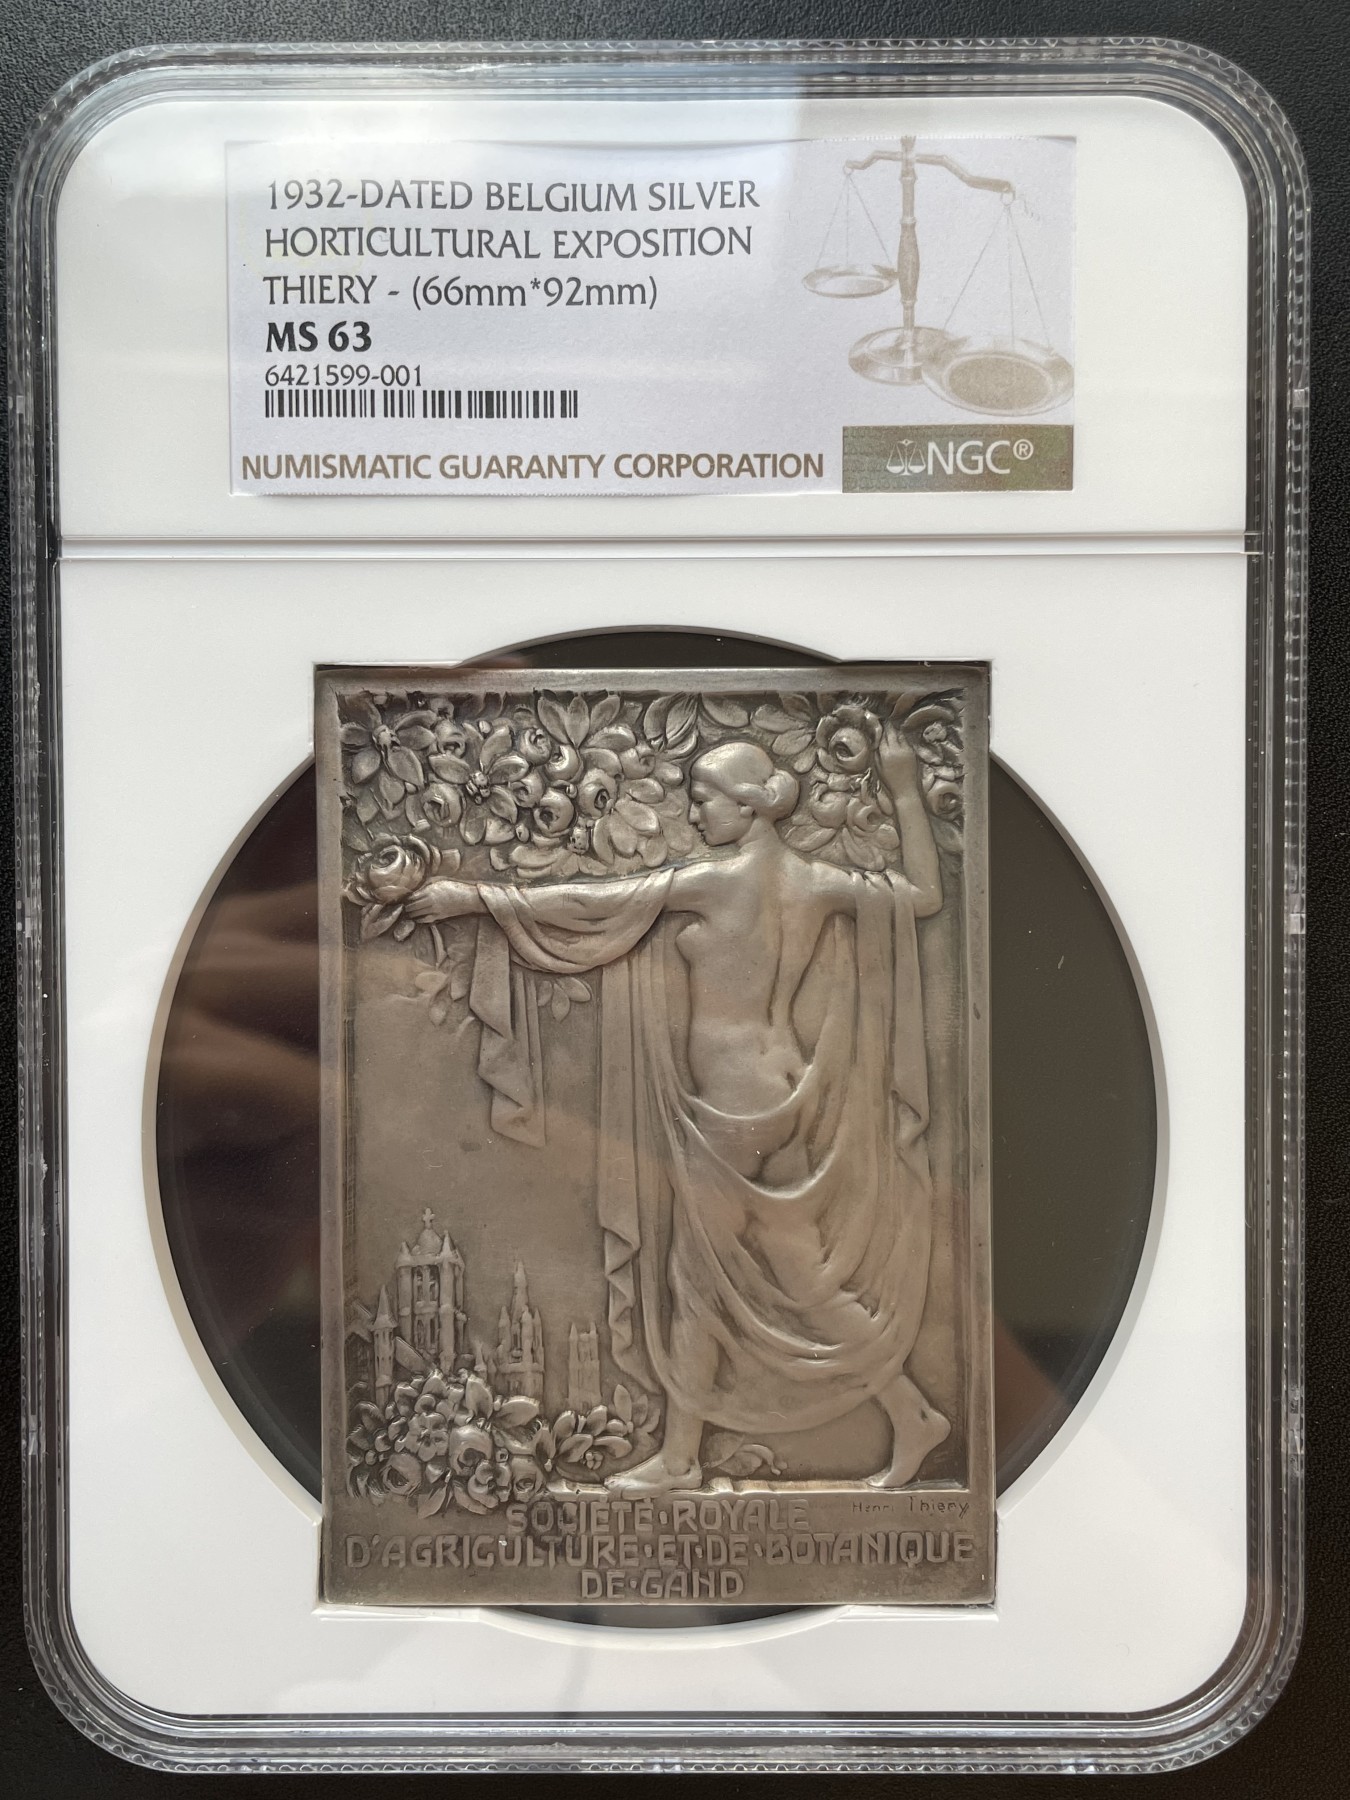 1932-DATED BELGIUM SILVER
HORTICULTURAL EXPOSITION
THIERY - (66mm*92mm)
MS 63
6421599-001
NUMISMATIC GUARANTY CORPORATION
NGC®
Henri Thiery
SOCIÉTÉ·ROYALE
D'AGRICULTURE·ET·DE·BOTANIQUE
DE·GAND